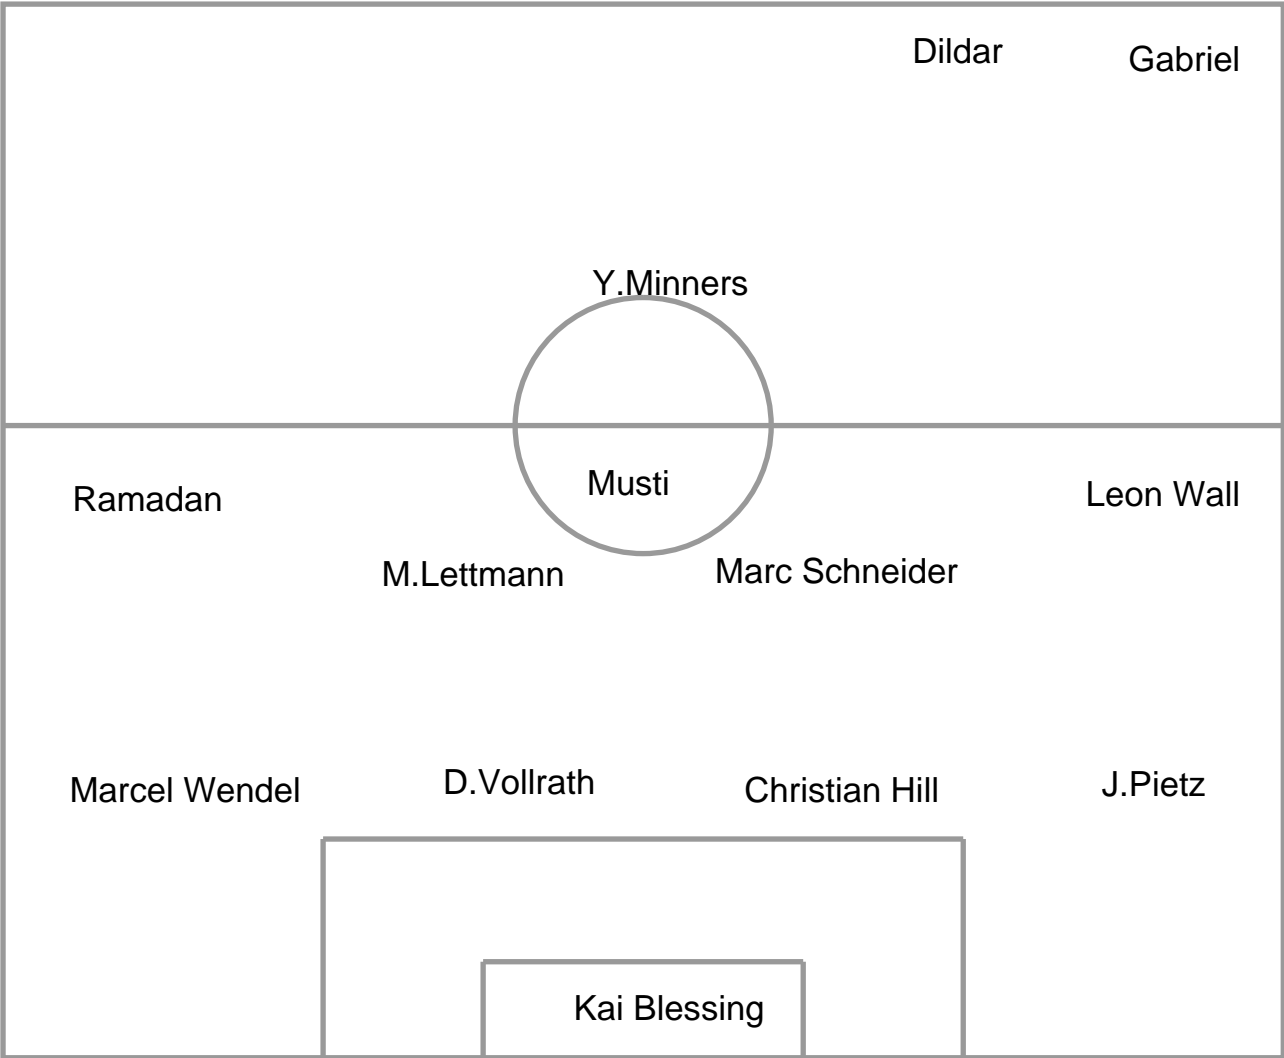 Dildar
Gabriel
Y.Minners
Ramadan
Musti
Leon Wall
M.Lettmann
Marc Schneider
Marcel Wendel
D.Vollrath
Christian Hill
J.Pietz
Kai Blessing